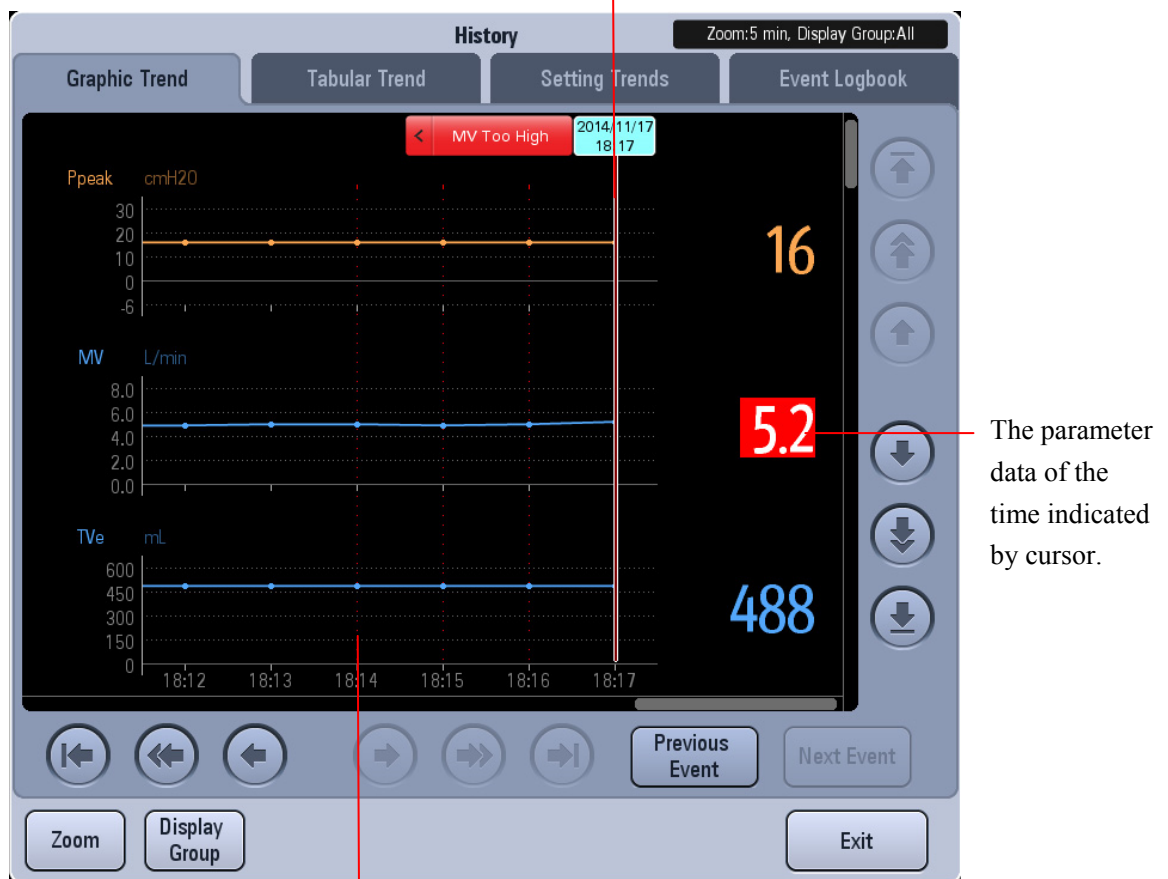 History
Zoom:5 min, Display Group:All
Graphic Trend
Tabular Trend
Setting Trends
Event Logbook
< MV Too High
2014/11/17
18:17
Ppeak cmH2O
30
20
10
0
-6
16
MV L/min
8.0
6.0
4.0
2.0
0.0
5.2
The parameter
data of the
time indicated
by cursor.
TVe mL
600
450
300
150
0
488
18:12 18:13 18:14 18:15 18:16 18:17
Previous
Event
Next Event
Zoom
Display
Group
Exit